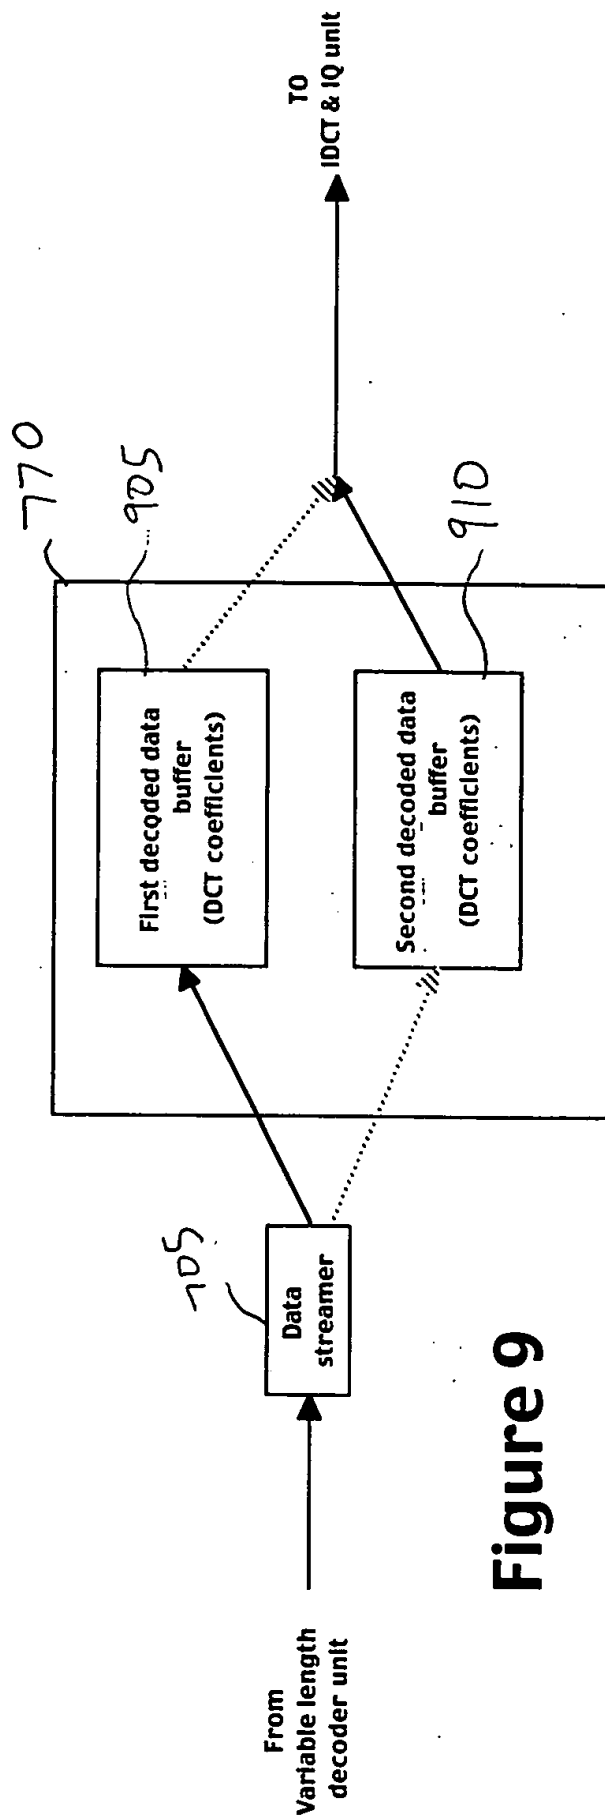 From
Variable length
decoder unit
705
Data
streamer
770
905
First decoded data
buffer
(DCT coefficients)
910
Second decoded data
buffer
(DCT coefficients)
TO
IDCT & IQ unit
Figure 9